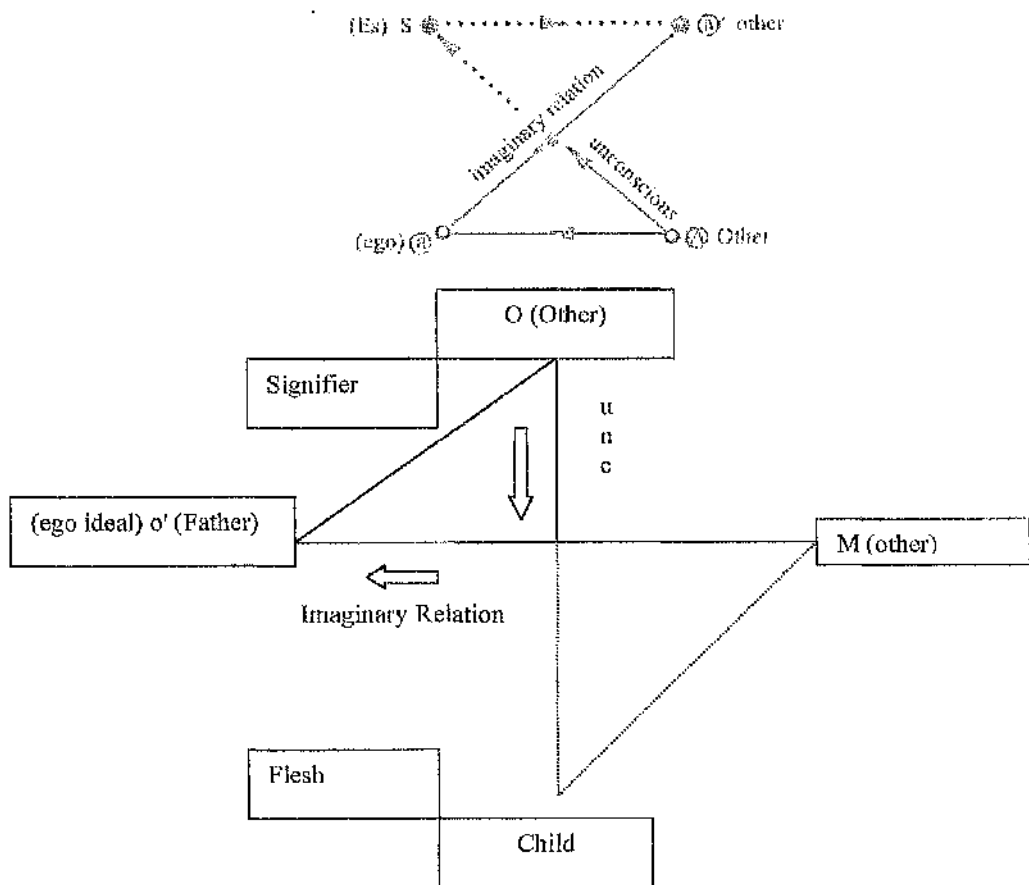 (Es) S ⓐ' other
imaginary relation
unconscious
(ego) ⓐ Ⓐ Other
O (Other)
Signifier
u
n
c
(ego ideal) o' (Father)
M (other)
Imaginary Relation
Flesh
Child